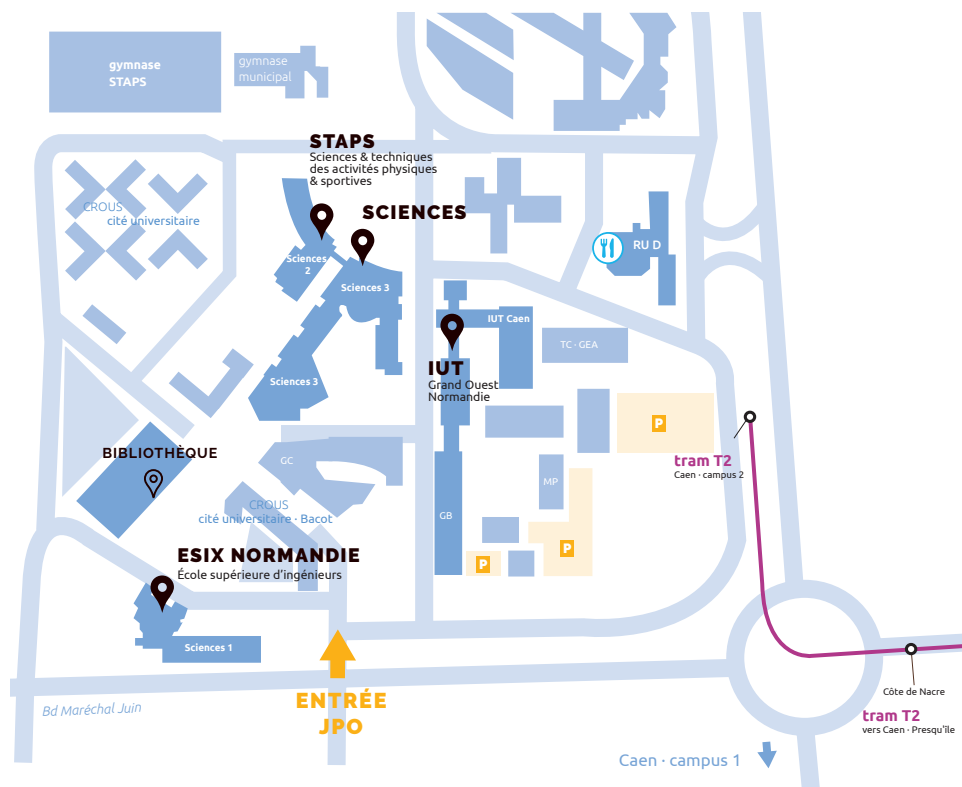 gymnase
STAPS
gymnase
municipal
STAPS
Sciences & techniques
des activités physiques
& sportives
SCIENCES
CROUS
cité universitaire
Sciences
2
Sciences 3
RU D
IUT Caen
TC · GEA
IUT
Grand Ouest
Normandie
Sciences 3
P
BIBLIOTHÈQUE
GC
tram T2
Caen · campus 2
MP
CROUS
cité universitaire · Bacot
GB
P
P
ESIX NORMANDIE
École supérieure d'ingénieurs
Sciences 1
ENTRÉE
JPO
Bd Maréchal Juin
Côte de Nacre
tram T2
vers Caen · Presqu'île
Caen · campus 1